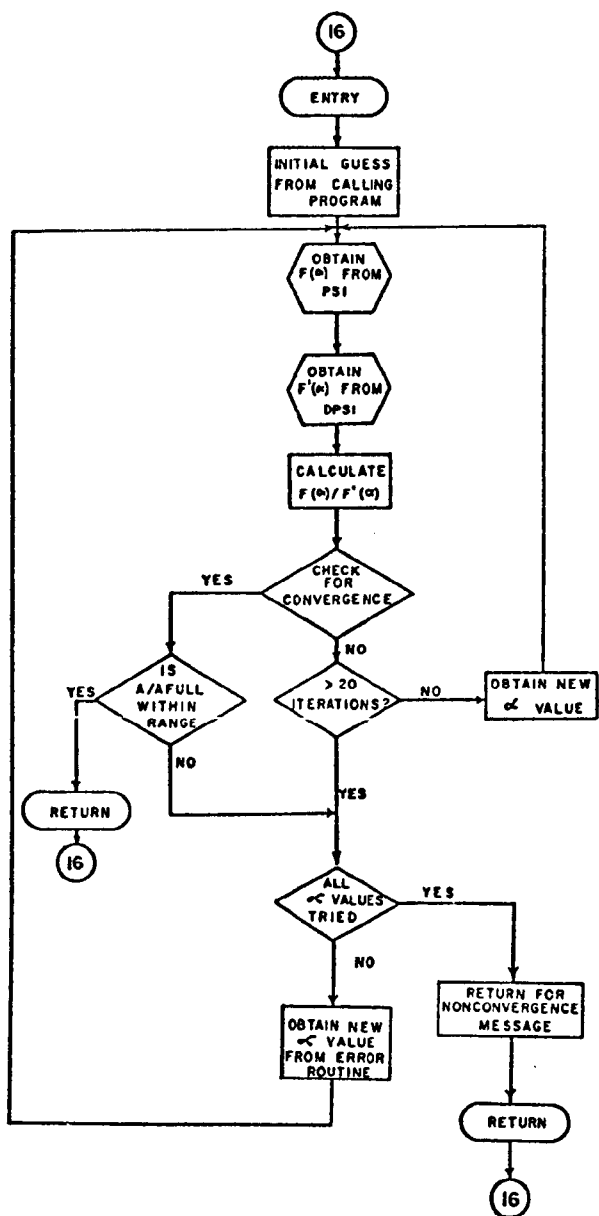 16
ENTRY
INITIAL GUESS
FROM CALLING
PROGRAM
OBTAIN
F(α) FROM
PSI
OBTAIN
F'(α) FROM
DPSI
CALCULATE
F(α)/F'(α)
CHECK
FOR
CONVERGENCE
YES
NO
IS
A/AFULL
WITHIN
RANGE
YES
NO
> 20
ITERATIONS?
NO
YES
OBTAIN NEW
α VALUE
RETURN
16
ALL
α VALUES
TRIED
YES
NO
OBTAIN NEW
α VALUE
FROM ERROR
ROUTINE
RETURN FOR
NONCONVERGENCE
MESSAGE
RETURN
16